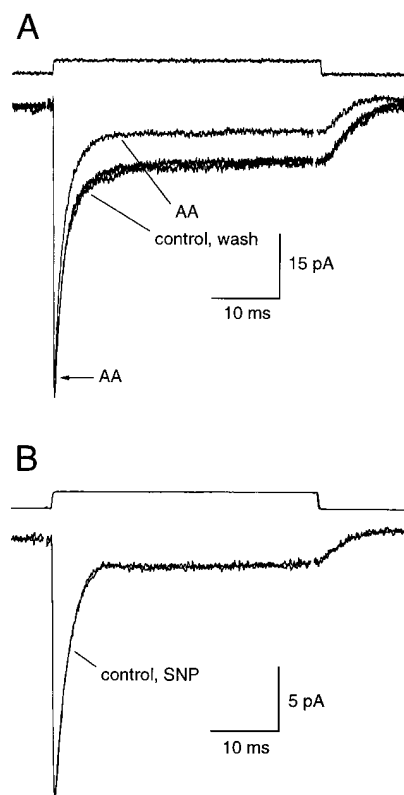 A
AA
control, wash
15 pA
10 ms
AA
B
control, SNP
5 pA
10 ms